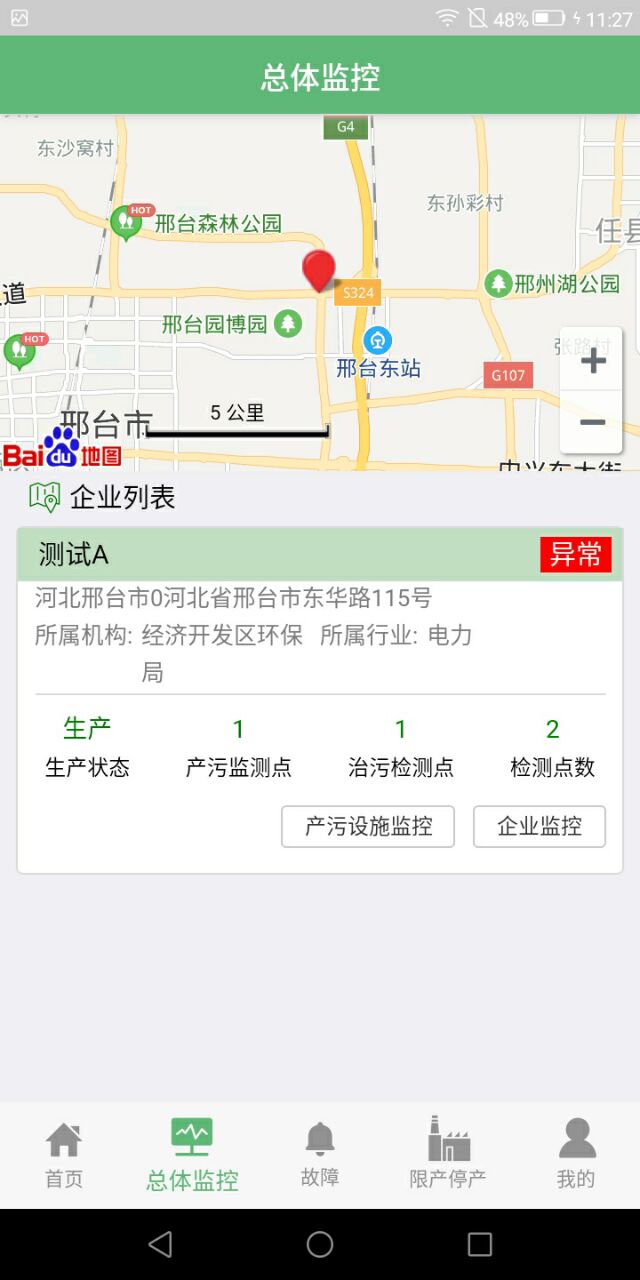 48% 11:27
总体监控
G4
东沙窝村
东孙彩村
HOT
邢台森林公园
任县
道
S324
邢州湖公园
邢台园博园
HOT
邢台东站
张路村
G107
+
5 公里
邢台市
−
Bai du 地图
中兴东大街
企业列表
测试A 异常
河北邢台市0河北省邢台市东华路115号
所属机构: 经济开发区环保 所属行业: 电力
局
生产 1 1 2
生产状态 产污监测点 治污检测点 检测点数
产污设施监控 企业监控
首页 总体监控 故障 限产停产 我的